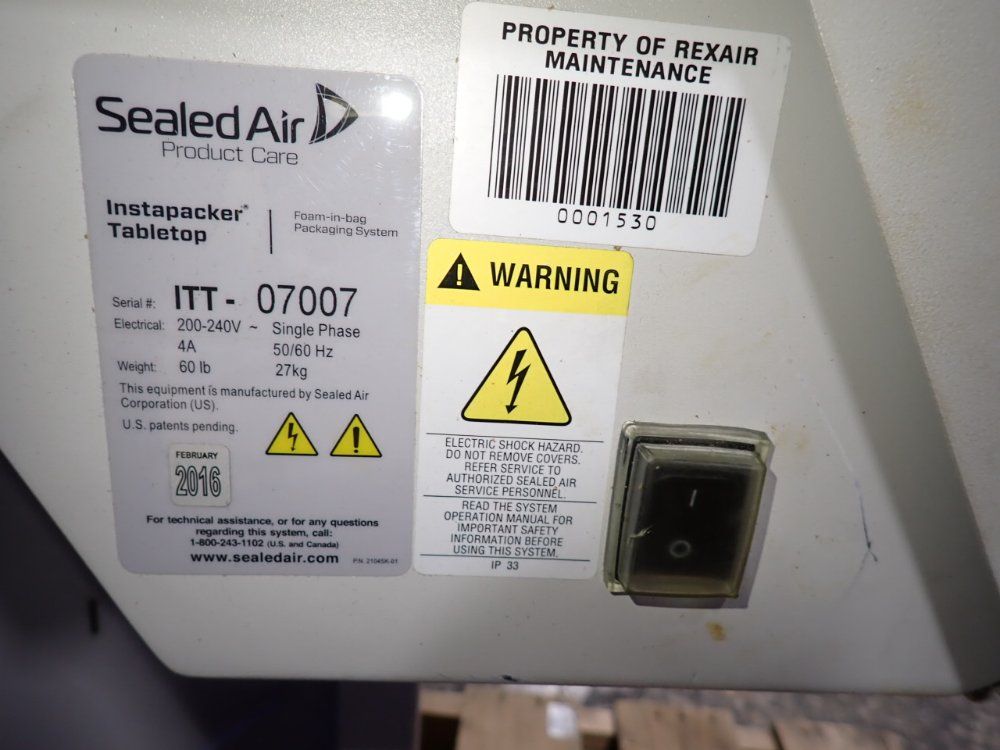 Sealed Air
Product Care
Instapacker®
Tabletop
Foam-in-bag
Packaging System
Serial #: ITT - 07007
Electrical: 200-240V ~ Single Phase
4A 50/60 Hz
Weight: 60 lb 27kg
This equipment is manufactured by Sealed Air
Corporation (US).
U.S. patents pending.
FEBRUARY
2016
For technical assistance, or for any questions
regarding this system, call:
1-800-243-1102 (U.S. and Canada)
www.sealedair.com
P/N: 21045K-01
PROPERTY OF REXAIR
MAINTENANCE
0001530
WARNING
ELECTRIC SHOCK HAZARD.
DO NOT REMOVE COVERS.
REFER SERVICE TO
AUTHORIZED SEALED AIR
SERVICE PERSONNEL.
READ THE SYSTEM
OPERATION MANUAL FOR
IMPORTANT SAFETY
INFORMATION BEFORE
USING THIS SYSTEM.
IP 33